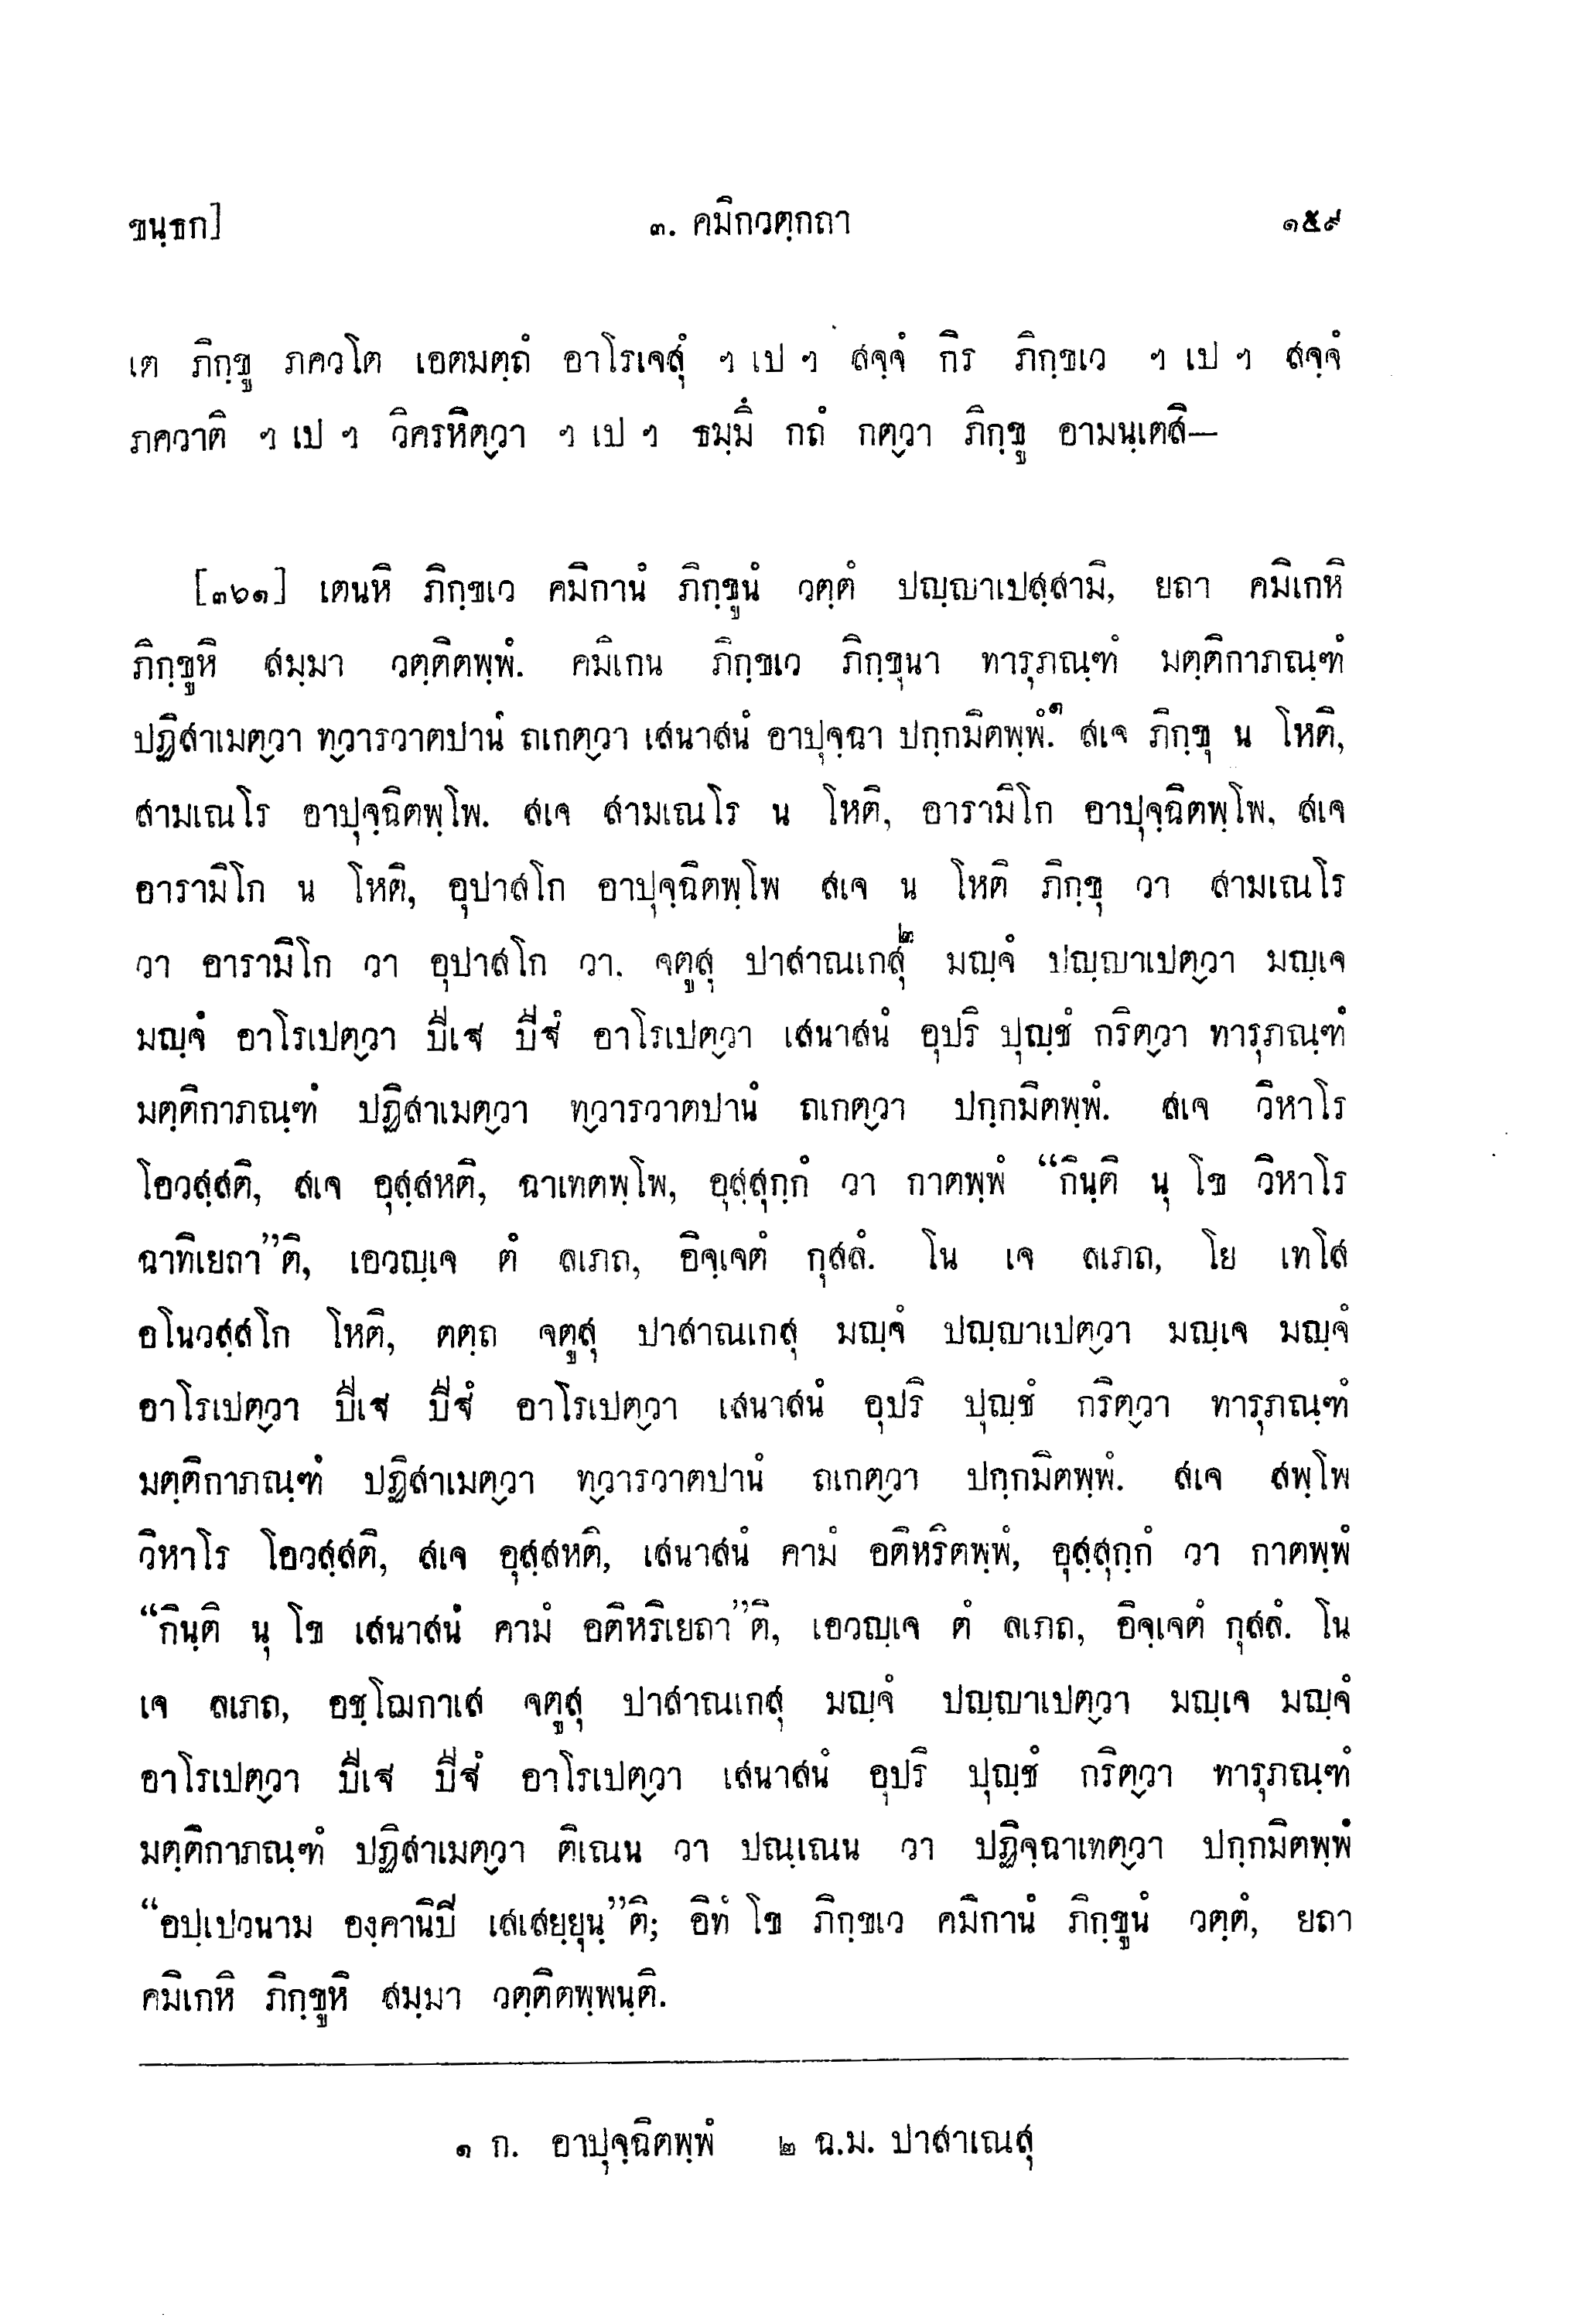 ขนฺธก]
๓. คมิกวตฺกถา
๑๕๙
เต ภิกฺขู ภควโต เอตมตฺถํ อาโรเจสุํ ฯ เป ฯ สจฺจํ กิร ภิกฺขเว ฯ เป ฯ สจฺจํ
ภควาติ ฯ เป ฯ วิครหิตฺวา ฯ เป ฯ ธมฺมึ กถํ กตฺวา ภิกฺขู อามนฺเตสิ—
[๓๖๑] เตนหิ ภิกฺขเว คมิกานํ ภิกฺขูนํ วตฺตํ ปญฺญาเปสฺสามิ, ยถา คมิเกหิ
ภิกฺขูหิ สมฺมา วตฺติตพฺพํ. คมิเกน ภิกฺขเว ภิกฺขุนา ทารุภณฺฑํ มตฺติกาภณฺฑํ
ปฏิสาเมตฺวา ทฺวารวาตปานํ ถเกตฺวา เสนาสนํ อาปุจฺฉา ปกฺกมิตพฺพํ.๑ สเจ ภิกฺขุ น โหติ,
สามเณโร อาปุจฺฉิตพฺโพ. สเจ สามเณโร น โหติ, อารามิโก อาปุจฺฉิตพฺโพ, สเจ
อารามิโก น โหติ, อุปาสโก อาปุจฺฉิตพฺโพ สเจ น โหติ ภิกฺขุ วา สามเณโร
วา อารามิโก วา อุปาสโก วา. จตูสุ ปาสาณเกสุ๒ มญฺจํ ปญฺญาเปตฺวา มญฺเจ
มญฺจํ อาโรเปตฺวา ปีเฐ ปีฐํ อาโรเปตฺวา เสนาสนํ อุปริ ปุญฺชํ กริตฺวา ทารุภณฺฑํ
มตฺติกาภณฺฑํ ปฏิสาเมตฺวา ทฺวารวาตปานํ ถเกตฺวา ปกฺกมิตพฺพํ. สเจ วิหาโร
โอวสฺสติ, สเจ อุสฺสหติ, ฉาเทตพฺโพ, อุสฺสุกฺกํ วา กาตพฺพํ “กินฺติ นุ โข วิหาโร
ฉาทิเยถา”ติ, เอวญฺเจ ตํ ลเภถ, อิจฺเจตํ กุสลํ. โน เจ ลเภถ, โย เทโส
อโนวสฺสโก โหติ, ตตฺถ จตูสุ ปาสาณเกสุ มญฺจํ ปญฺญาเปตฺวา มญฺเจ มญฺจํ
อาโรเปตฺวา ปีเฐ ปีฐํ อาโรเปตฺวา เสนาสนํ อุปริ ปุญฺชํ กริตฺวา ทารุภณฺฑํ
มตฺติกาภณฺฑํ ปฏิสาเมตฺวา ทฺวารวาตปานํ ถเกตฺวา ปกฺกมิตพฺพํ. สเจ สพฺโพ
วิหาโร โอวสฺสติ, สเจ อุสฺสหติ, เสนาสนํ คามํ อติหริตพฺพํ, อุสฺสุกฺกํ วา กาตพฺพํ
“กินฺติ นุ โข เสนาสนํ คามํ อติหริเยถา”ติ, เอวญฺเจ ตํ ลเภถ, อิจฺเจตํ กุสลํ. โน
เจ ลเภถ, อชฺโฌกาเส จตูสุ ปาสาณเกสุ มญฺจํ ปญฺญาเปตฺวา มญฺเจ มญฺจํ
อาโรเปตฺวา ปีเฐ ปีฐํ อาโรเปตฺวา เสนาสนํ อุปริ ปุญฺชํ กริตฺวา ทารุภณฺฑํ
มตฺติกาภณฺฑํ ปฏิสาเมตฺวา ติเณน วา ปณฺเณน วา ปฏิจฺฉาเทตฺวา ปกฺกมิตพฺพํ
“อปฺเปวนาม องฺคานิปี เสเสยฺยุนฺ”ติ; อิทํ โข ภิกฺขเว คมิกานํ ภิกฺขูนํ วตฺตํ, ยถา
คมิเกหิ ภิกฺขูหิ สมฺมา วตฺติตพฺพนฺติ.
๑ ก. อาปุจฺฉิตพฺพํ ๒ ฉ.ม. ปาสาเณสุ